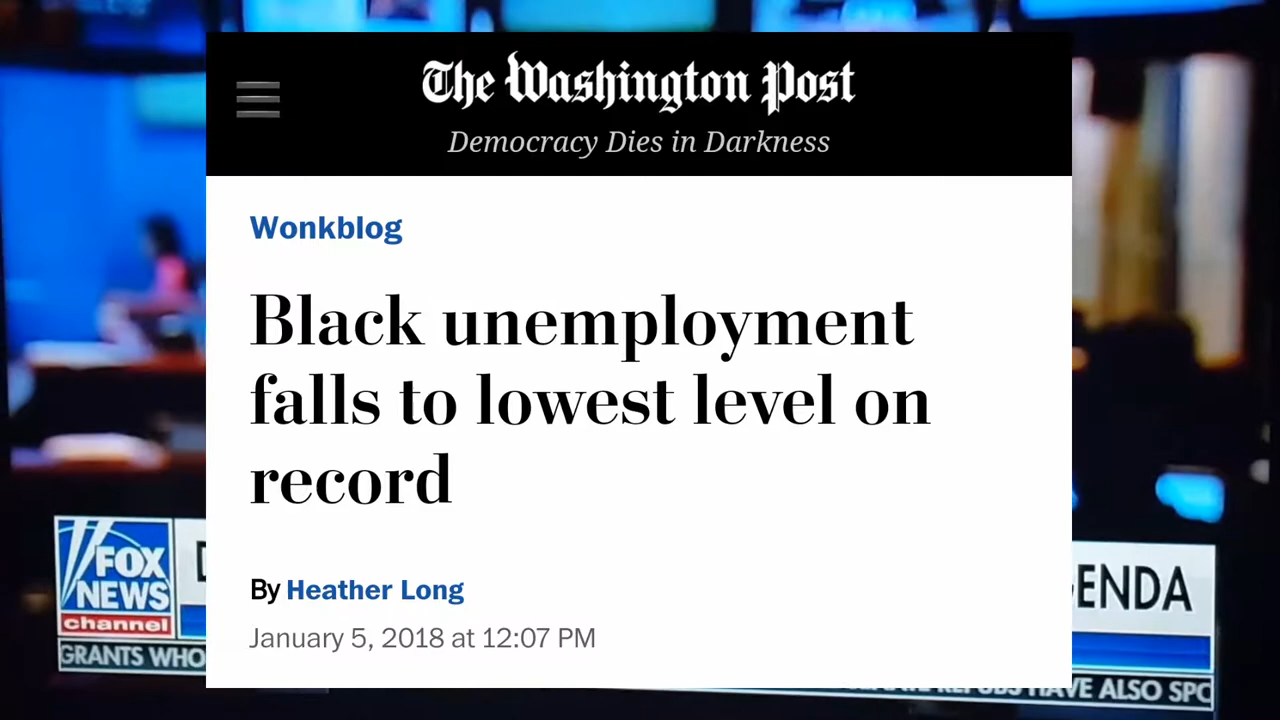 The Washington Post
Democracy Dies in Darkness
Wonkblog
Black unemployment
falls to lowest level on
record
By Heather Long
January 5, 2018 at 12:07 PM
FOX
NEWS
channel
GRANTS WHO
ENDA
HAVE ALSO SPC